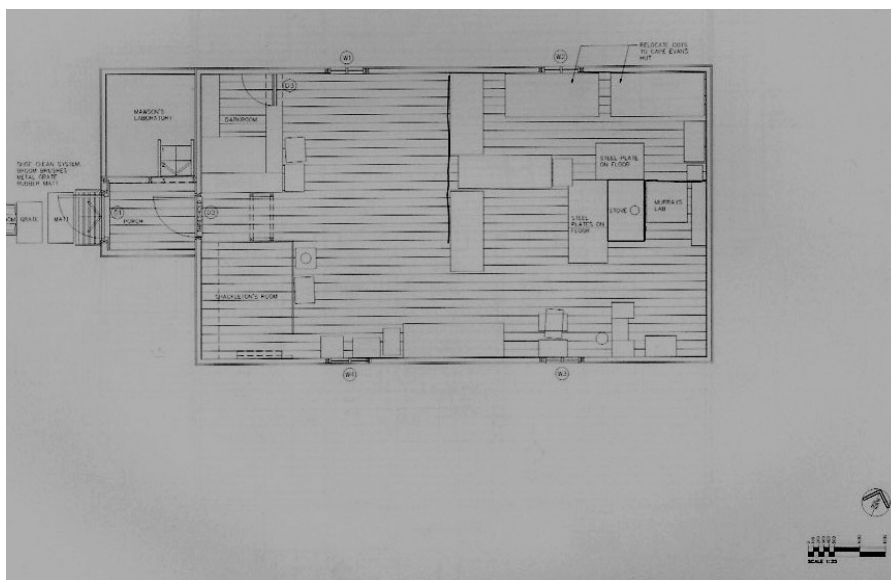 W1
W2
RELOCATE COTS
TO CAPE EVANS
HUT
D3
MAWSON'S
LABORATORY
DARKROOM
SHOE CLEAN SYSTEM,
BROOM BRUSHES
METAL GRATE
RUBBER MATT
STEEL PLATE
ON FLOOR
GRATE
MATT
D1
PORCH
D2
STEEL
PLATES ON
FLOOR
STOVE
MURRAYS
LAB
SHACKLETON'S ROOM
W4
W3
SCALE 1:20